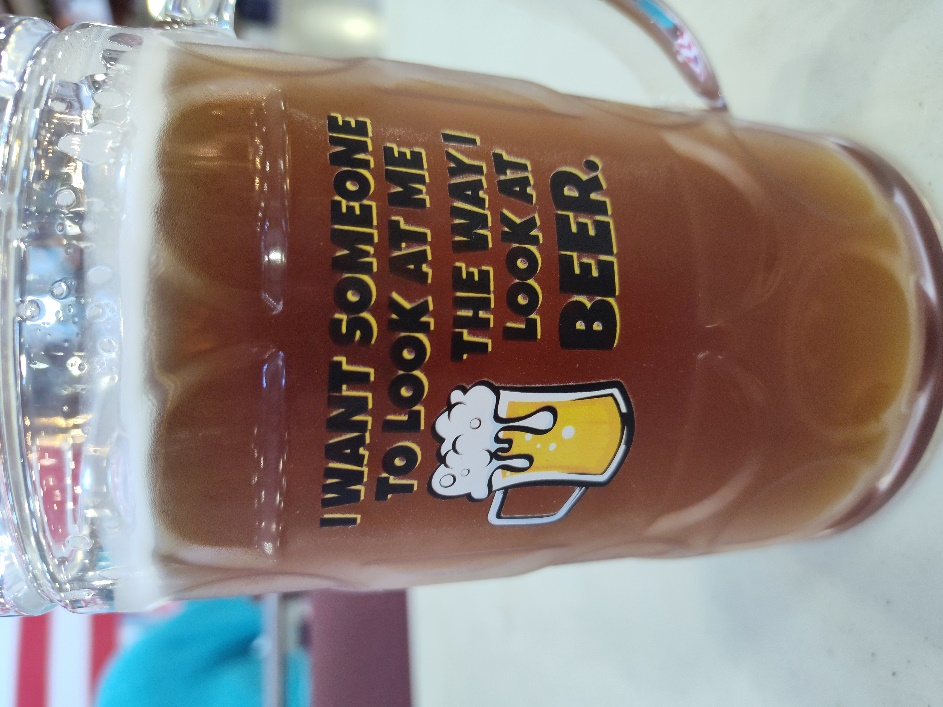 I WANT SOMEONE
TO LOOK AT ME
THE WAY I
LOOK AT
BEER.